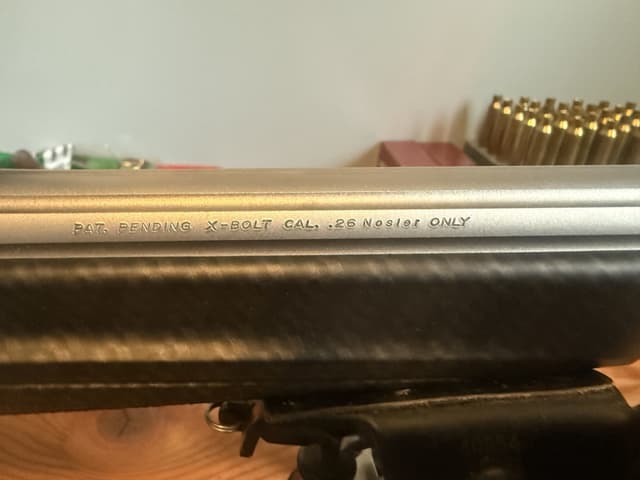 PAT. PENDING X-BOLT CAL. .26 Nosler ONLY